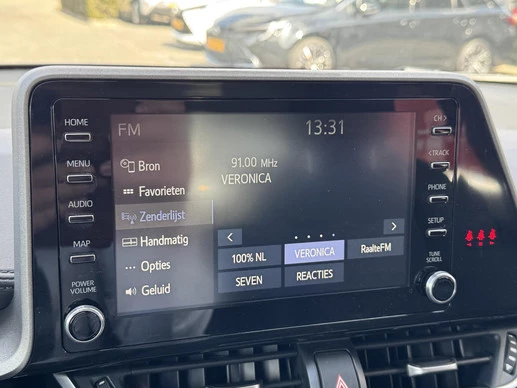 HOME
MENU
AUDIO
MAP
POWER
VOLUME
FM
13:31
Bron
Favorieten
Zenderlijst
Handmatig
Opties
Geluid
91.00 MHz
VERONICA
<
>
100% NL
VERONICA
RaalteFM
SEVEN
REACTIES
CH>
<TRACK
PHONE
SETUP
TUNE
SCROLL